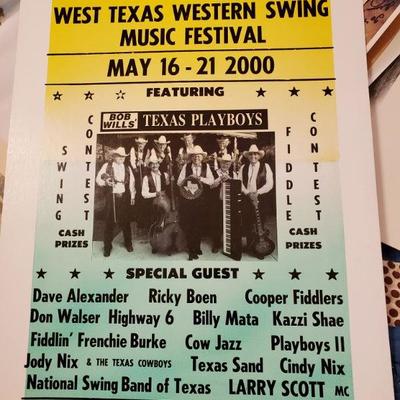 WEST TEXAS WESTERN SWING
MUSIC FESTIVAL
MAY 16 - 21 2000
FEATURING
BOB WILLS' TEXAS PLAYBOYS
SWING CONTEST
CASH PRIZES
FIDDLE CONTEST
CASH PRIZES
SPECIAL GUEST
Dave Alexander Ricky Boen Cooper Fiddlers
Don Walser Highway 6 Billy Mata Kazzi Shae
Fiddlin' Frenchie Burke Cow Jazz Playboys II
Jody Nix & THE TEXAS COWBOYS Texas Sand Cindy Nix
National Swing Band of Texas LARRY SCOTT MC